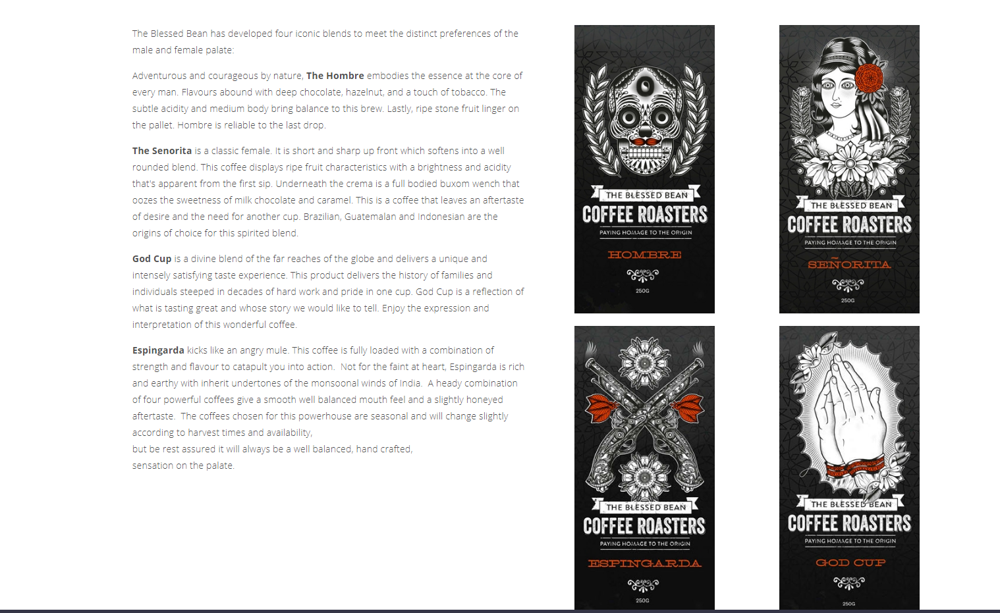 The Blessed Bean has developed four iconic blends to meet the distinct preferences of the
male and female palate:
Adventurous and courageous by nature, The Hombre embodies the essence at the core of
every man. Flavours abound with deep chocolate, hazelnut, and a touch of tobacco. The
subtle acidity and medium body bring balance to this brew. Lastly, ripe stone fruit linger on
the pallet. Hombre is reliable to the last drop.
The Senorita is a classic female. It is short and sharp up front which softens into a well
rounded blend. This coffee displays ripe fruit characteristics with a brightness and acidity
that's apparent from the first sip. Underneath the crema is a full bodied buxom wench that
oozes the sweetness of milk chocolate and caramel. This is a coffee that leaves an aftertaste
of desire and the need for another cup. Brazilian, Guatemalan and Indonesian are the
origins of choice for this spirited blend.
God Cup is a divine blend of the far reaches of the globe and delivers a unique and
intensely satisfying taste experience. This product delivers the history of families and
individuals steeped in decades of hard work and pride in one cup. God Cup is a reflection of
what is tasting great and whose story we would like to tell. Enjoy the expression and
interpretation of this wonderful coffee.
Espingarda kicks like an angry mule. This coffee is fully loaded with a combination of
strength and flavour to catapult you into action.  Not for the faint at heart, Espingarda is rich
and earthy with inherit undertones of the monsoonal winds of India.  A heady combination
of four powerful coffees give a smooth well balanced mouth feel and a slightly honeyed
aftertaste.  The coffees chosen for this powerhouse are seasonal and will change slightly
according to harvest times and availability,
but be rest assured it will always be a well balanced, hand crafted,
sensation on the palate.
THE BLESSED BEAN
COFFEE ROASTERS
PAYING HOMAGE TO THE ORIGIN
HOMBRE
250G
THE BLESSED BEAN
COFFEE ROASTERS
PAYING HOMAGE TO THE ORIGIN
SEÑORITA
250G
THE BLESSED BEAN
COFFEE ROASTERS
PAYING HOMAGE TO THE ORIGIN
ESPINGARDA
250G
THE BLESSED BEAN
COFFEE ROASTERS
PAYING HOMAGE TO THE ORIGIN
GOD CUP
250G